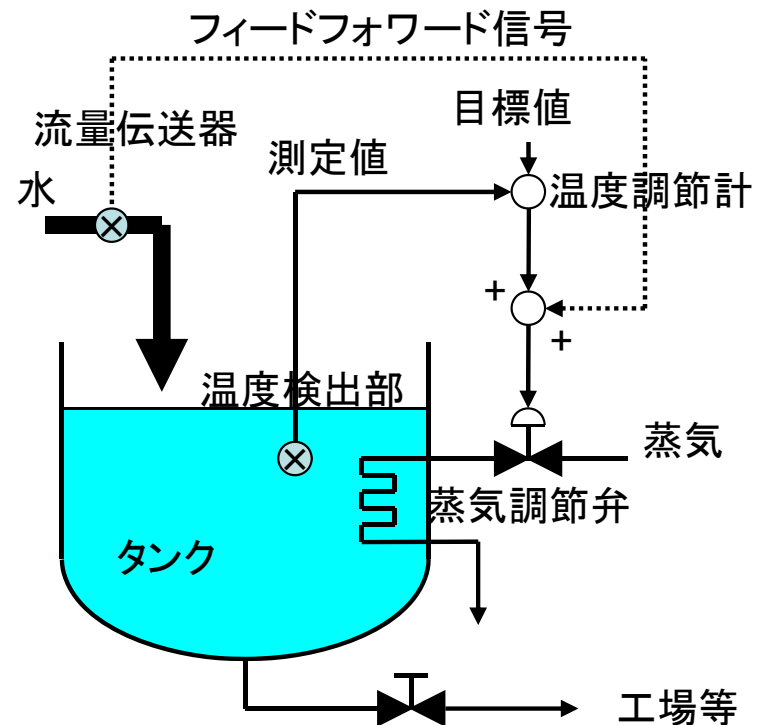 フィードフォワード信号
流量伝送器
目標値
測定値
水
温度調節計
+
+
温度検出部
蒸気
蒸気調節弁
タンク
工場等